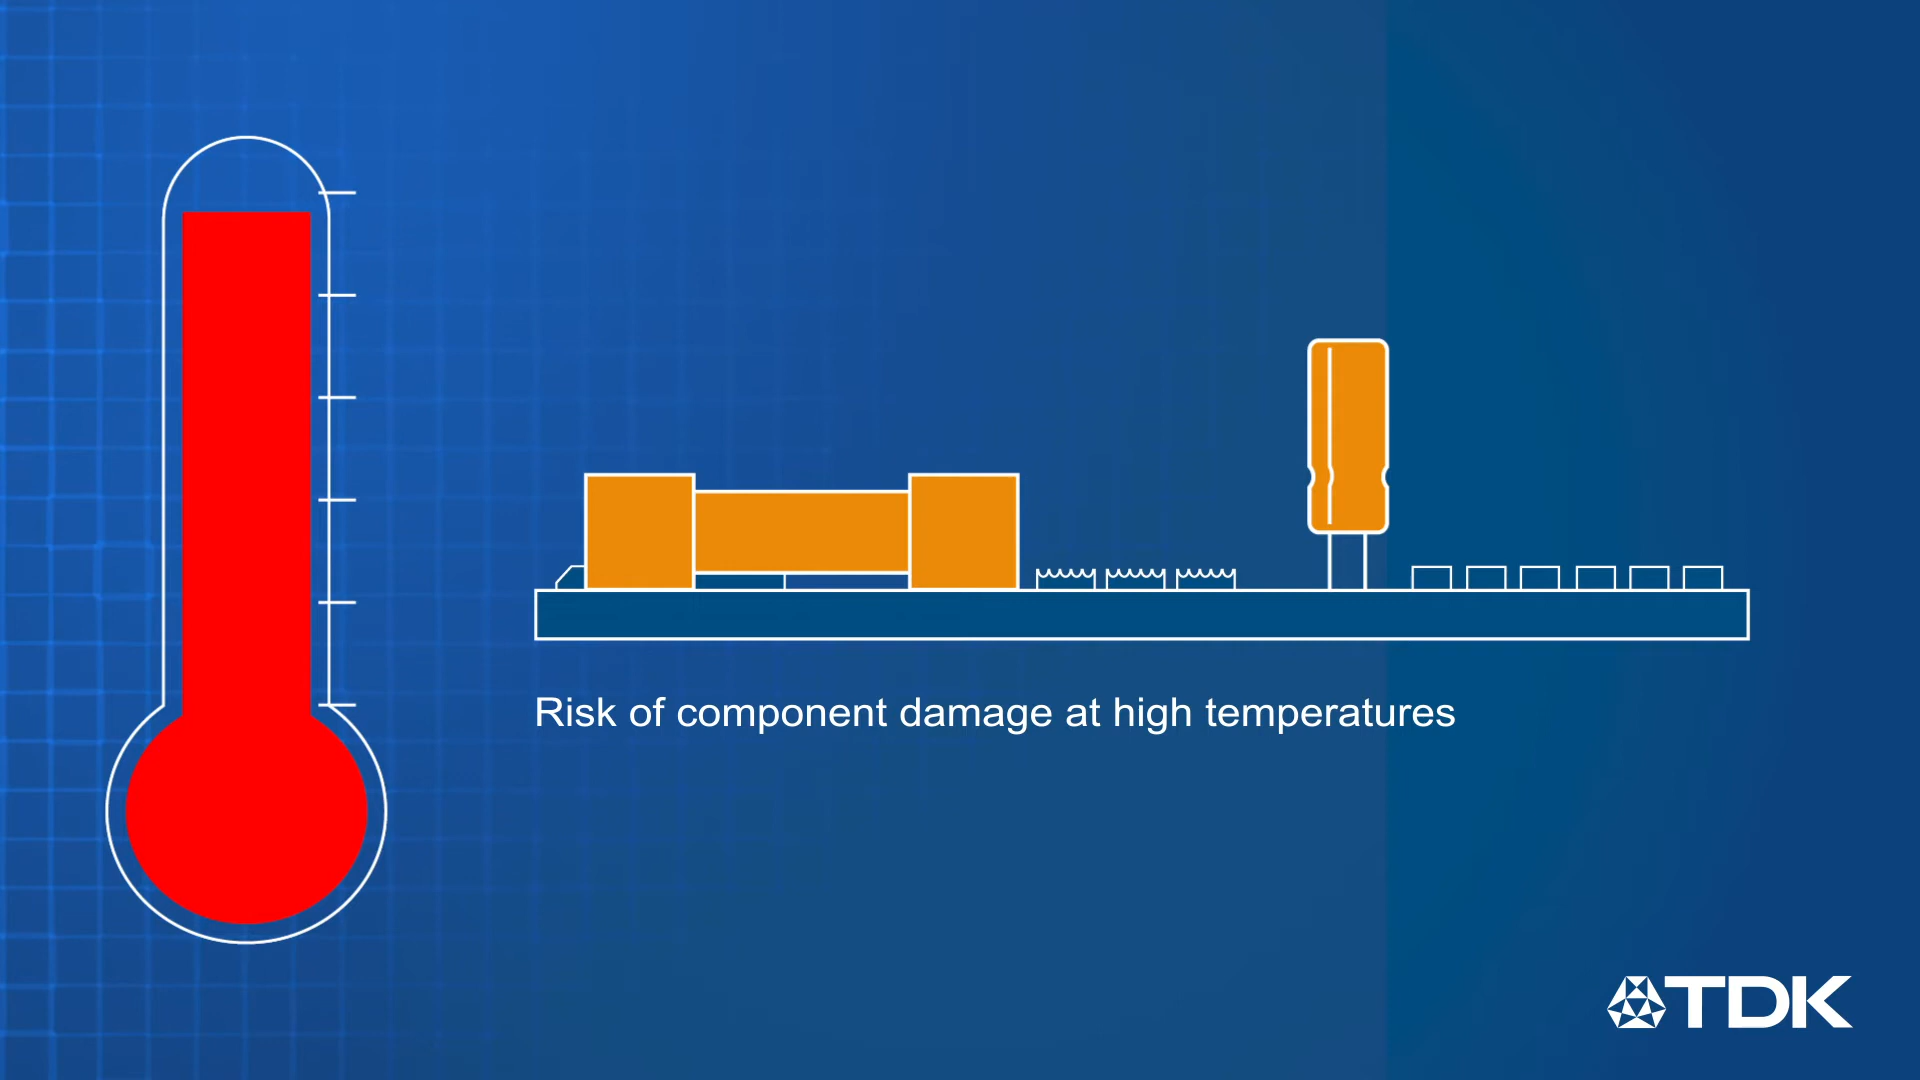 Risk of component damage at high temperatures
TDK